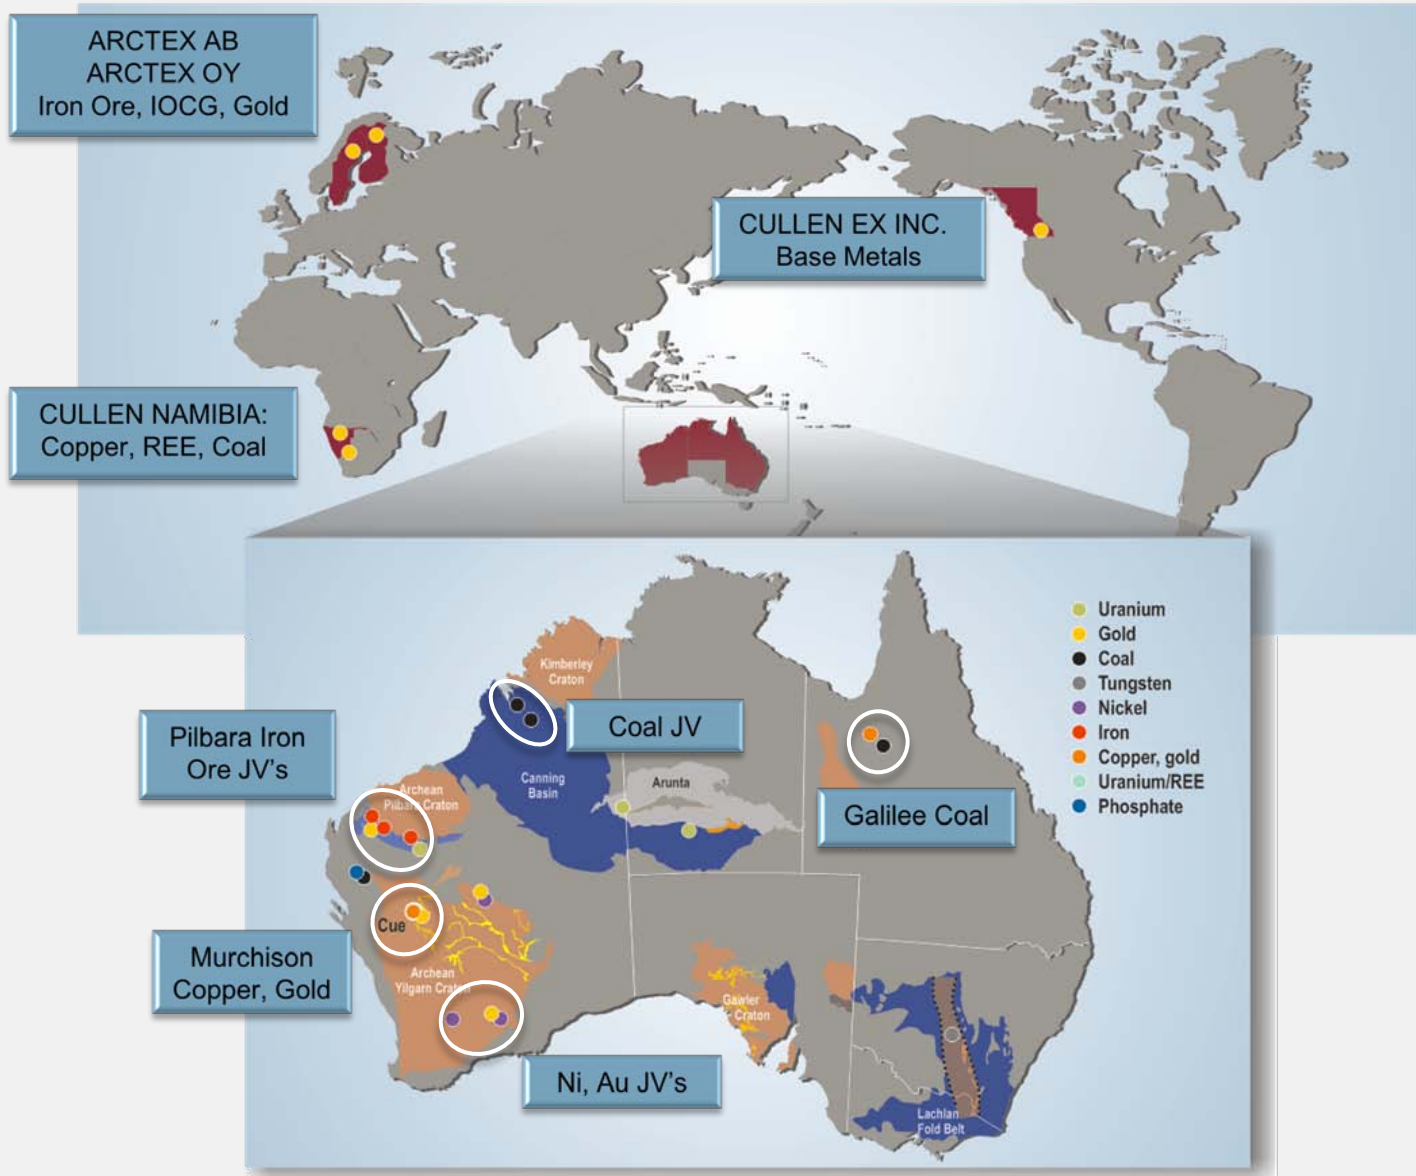 ARCTEX AB
ARCTEX OY
Iron Ore, IOCG, Gold
CULLEN EX INC.
Base Metals
CULLEN NAMIBIA:
Copper, REE, Coal
Uranium
Gold
Coal
Tungsten
Nickel
Iron
Copper, gold
Uranium/REE
Phosphate
Kimberley
Craton
Coal JV
Pilbara Iron
Ore JV's
Canning
Basin
Arunta
Archean
Pilbara Craton
Galilee Coal
Cue
Murchison
Copper, Gold
Archean
Yilgarn Craton
Gawler
Craton
Ni, Au JV's
Lachlan
Fold Belt